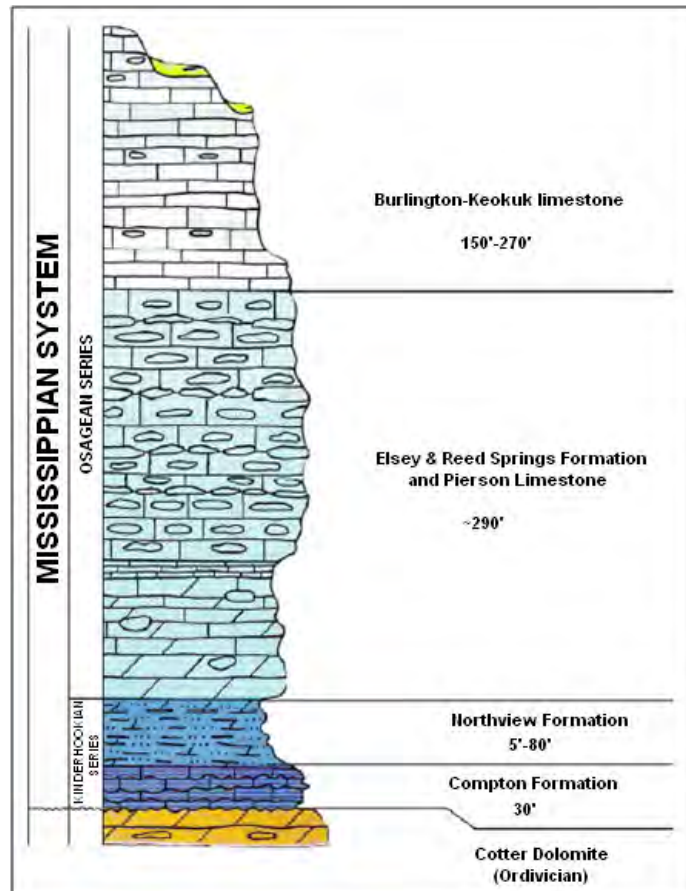 MISSISSIPPIAN SYSTEM
OSAGEAN SERIES
KINDERHOOKIAN
SERIES
Burlington-Keokuk limestone
150'-270'
Elsey & Reed Springs Formation
and Pierson Limestone
~290'
Northview Formation
5'-80'
Compton Formation
30'
Cotter Dolomite
(Ordivician)